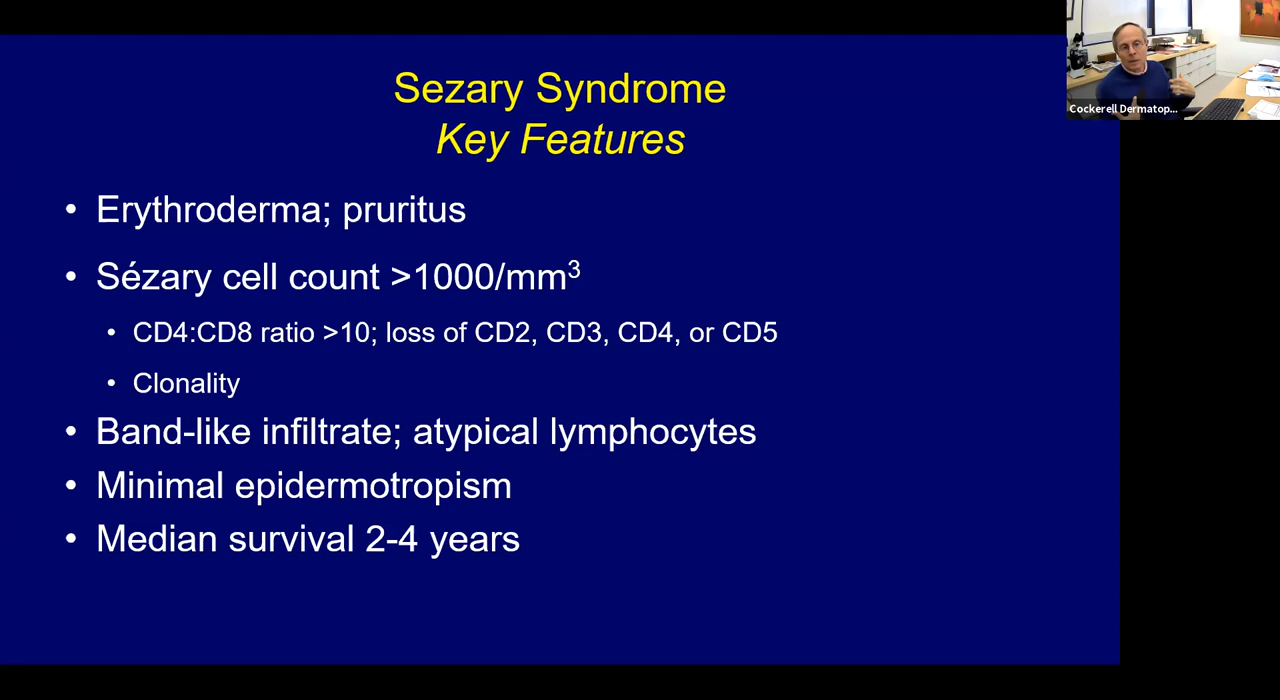 Sezary Syndrome
Key Features
• Erythroderma; pruritus
• Sézary cell count >1000/mm³
• CD4:CD8 ratio >10; loss of CD2, CD3, CD4, or CD5
• Clonality
• Band-like infiltrate; atypical lymphocytes
• Minimal epidermotropism
• Median survival 2-4 years
Cockerell Dermatop...